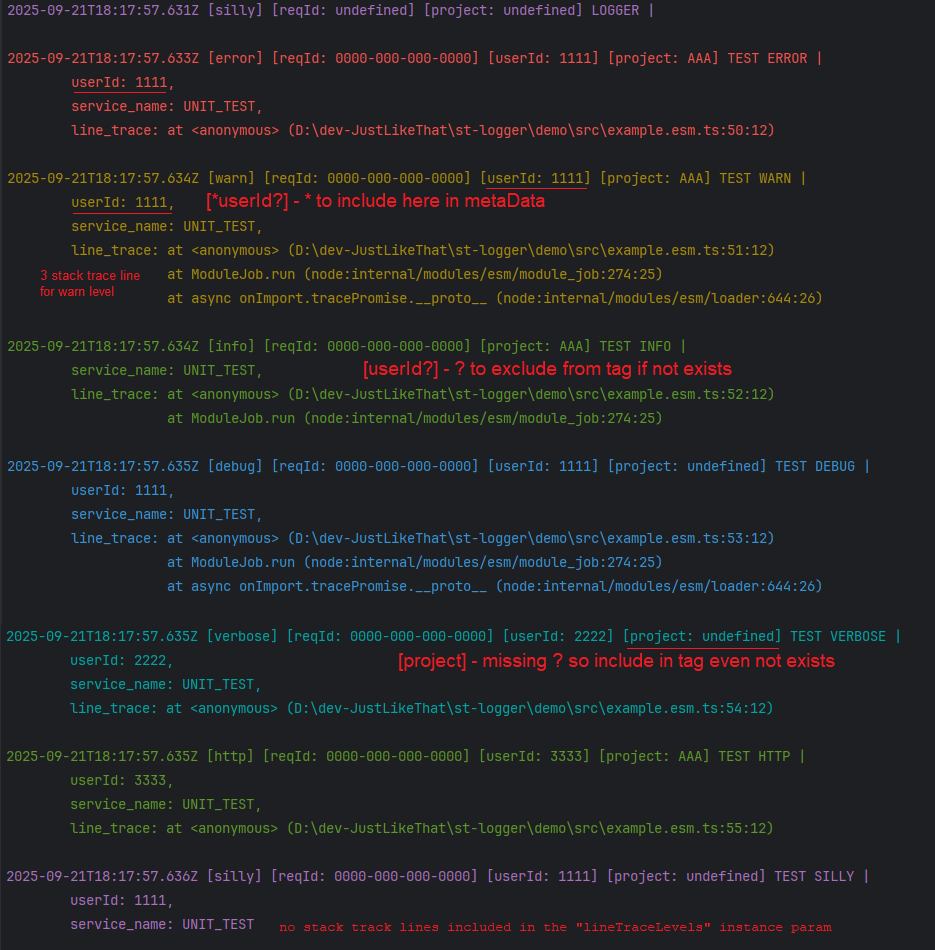 2025-09-21T18:17:57.631Z [silly] [reqId: undefined] [project: undefined] LOGGER |
2025-09-21T18:17:57.633Z [error] [reqId: 0000-000-000-0000] [userId: 1111] [project: AAA] TEST ERROR |
userId: 1111,
service_name: UNIT_TEST,
line_trace: at <anonymous> (D:\dev-JustLikeThat\st-logger\demo\src\example.esm.ts:50:12)
2025-09-21T18:17:57.634Z [warn] [reqId: 0000-000-000-0000] [userId: 1111] [project: AAA] TEST WARN |
userId: 1111, [*userId?] - * to include here in metaData
service_name: UNIT_TEST,
line_trace: at <anonymous> (D:\dev-JustLikeThat\st-logger\demo\src\example.esm.ts:51:12)
3 stack trace line
for warn level
at ModuleJob.run (node:internal/modules/esm/module_job:274:25)
at async onImport.tracePromise.__proto__ (node:internal/modules/esm/loader:644:26)
2025-09-21T18:17:57.634Z [info] [reqId: 0000-000-000-0000] [project: AAA] TEST INFO |
service_name: UNIT_TEST, [userId?] - ? to exclude from tag if not exists
line_trace: at <anonymous> (D:\dev-JustLikeThat\st-logger\demo\src\example.esm.ts:52:12)
at ModuleJob.run (node:internal/modules/esm/module_job:274:25)
2025-09-21T18:17:57.635Z [debug] [reqId: 0000-000-000-0000] [userId: 1111] [project: undefined] TEST DEBUG |
userId: 1111,
service_name: UNIT_TEST,
line_trace: at <anonymous> (D:\dev-JustLikeThat\st-logger\demo\src\example.esm.ts:53:12)
at ModuleJob.run (node:internal/modules/esm/module_job:274:25)
at async onImport.tracePromise.__proto__ (node:internal/modules/esm/loader:644:26)
2025-09-21T18:17:57.635Z [verbose] [reqId: 0000-000-000-0000] [userId: 2222] [project: undefined] TEST VERBOSE |
userId: 2222, [project] - missing ? so include in tag even not exists
service_name: UNIT_TEST,
line_trace: at <anonymous> (D:\dev-JustLikeThat\st-logger\demo\src\example.esm.ts:54:12)
2025-09-21T18:17:57.635Z [http] [reqId: 0000-000-000-0000] [userId: 3333] [project: AAA] TEST HTTP |
userId: 3333,
service_name: UNIT_TEST,
line_trace: at <anonymous> (D:\dev-JustLikeThat\st-logger\demo\src\example.esm.ts:55:12)
2025-09-21T18:17:57.636Z [silly] [reqId: 0000-000-000-0000] [userId: 1111] [project: undefined] TEST SILLY |
userId: 1111,
service_name: UNIT_TEST no stack track lines included in the "lineTraceLevels" instance param